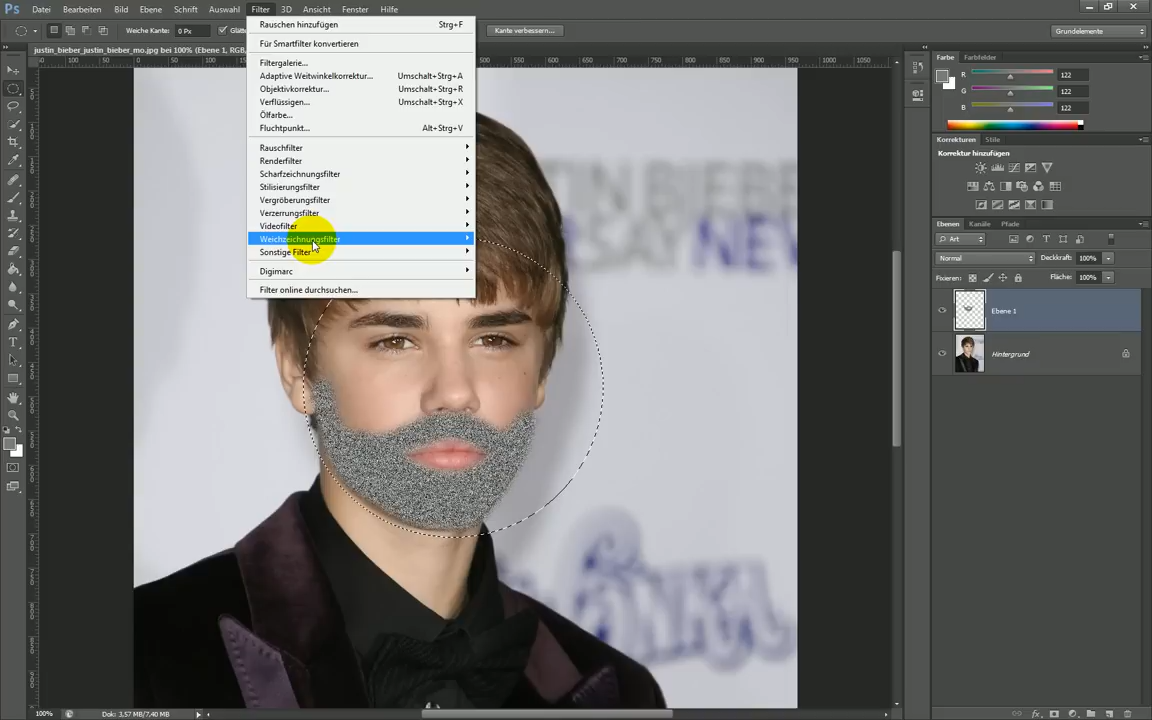 Ps Datei Bearbeiten Bild Ebene Schrift Auswahl Filter 3D Ansicht Fenster Hilfe
Weiche Kante: 0 Px Kante verbessern... Grundelemente
justin_bieber_justin_bieber_mo.jpg bei 100% (Ebene 1, RGB
Rauschen hinzufügen Strg+F
Für Smartfilter konvertieren
Filtergalerie...
Adaptive Weitwinkelkorrektur... Umschalt+Strg+A
Objektivkorrektur... Umschalt+Strg+R
Verflüssigen... Umschalt+Strg+X
Ölfarbe...
Fluchtpunkt... Alt+Strg+V
Rauschfilter
Renderfilter
Scharfzeichnungsfilter
Stilisierungsfilter
Vergröberungsfilter
Verzerrungsfilter
Videofilter
Weichzeichnungsfilter
Sonstige Filter
Digimarc
Filter online durchsuchen...
TIN BIEBER
SAY NEV
Farbe Farbfelder
R 122
G 122
B 122
Korrekturen Stile
Korrektur hinzufügen
Ebenen Kanäle Pfade
Art
Normal Deckkraft: 100%
Fixieren: Fläche: 100%
Ebene 1
Hintergrund
100% Dok: 3,57 MB/7,40 MB